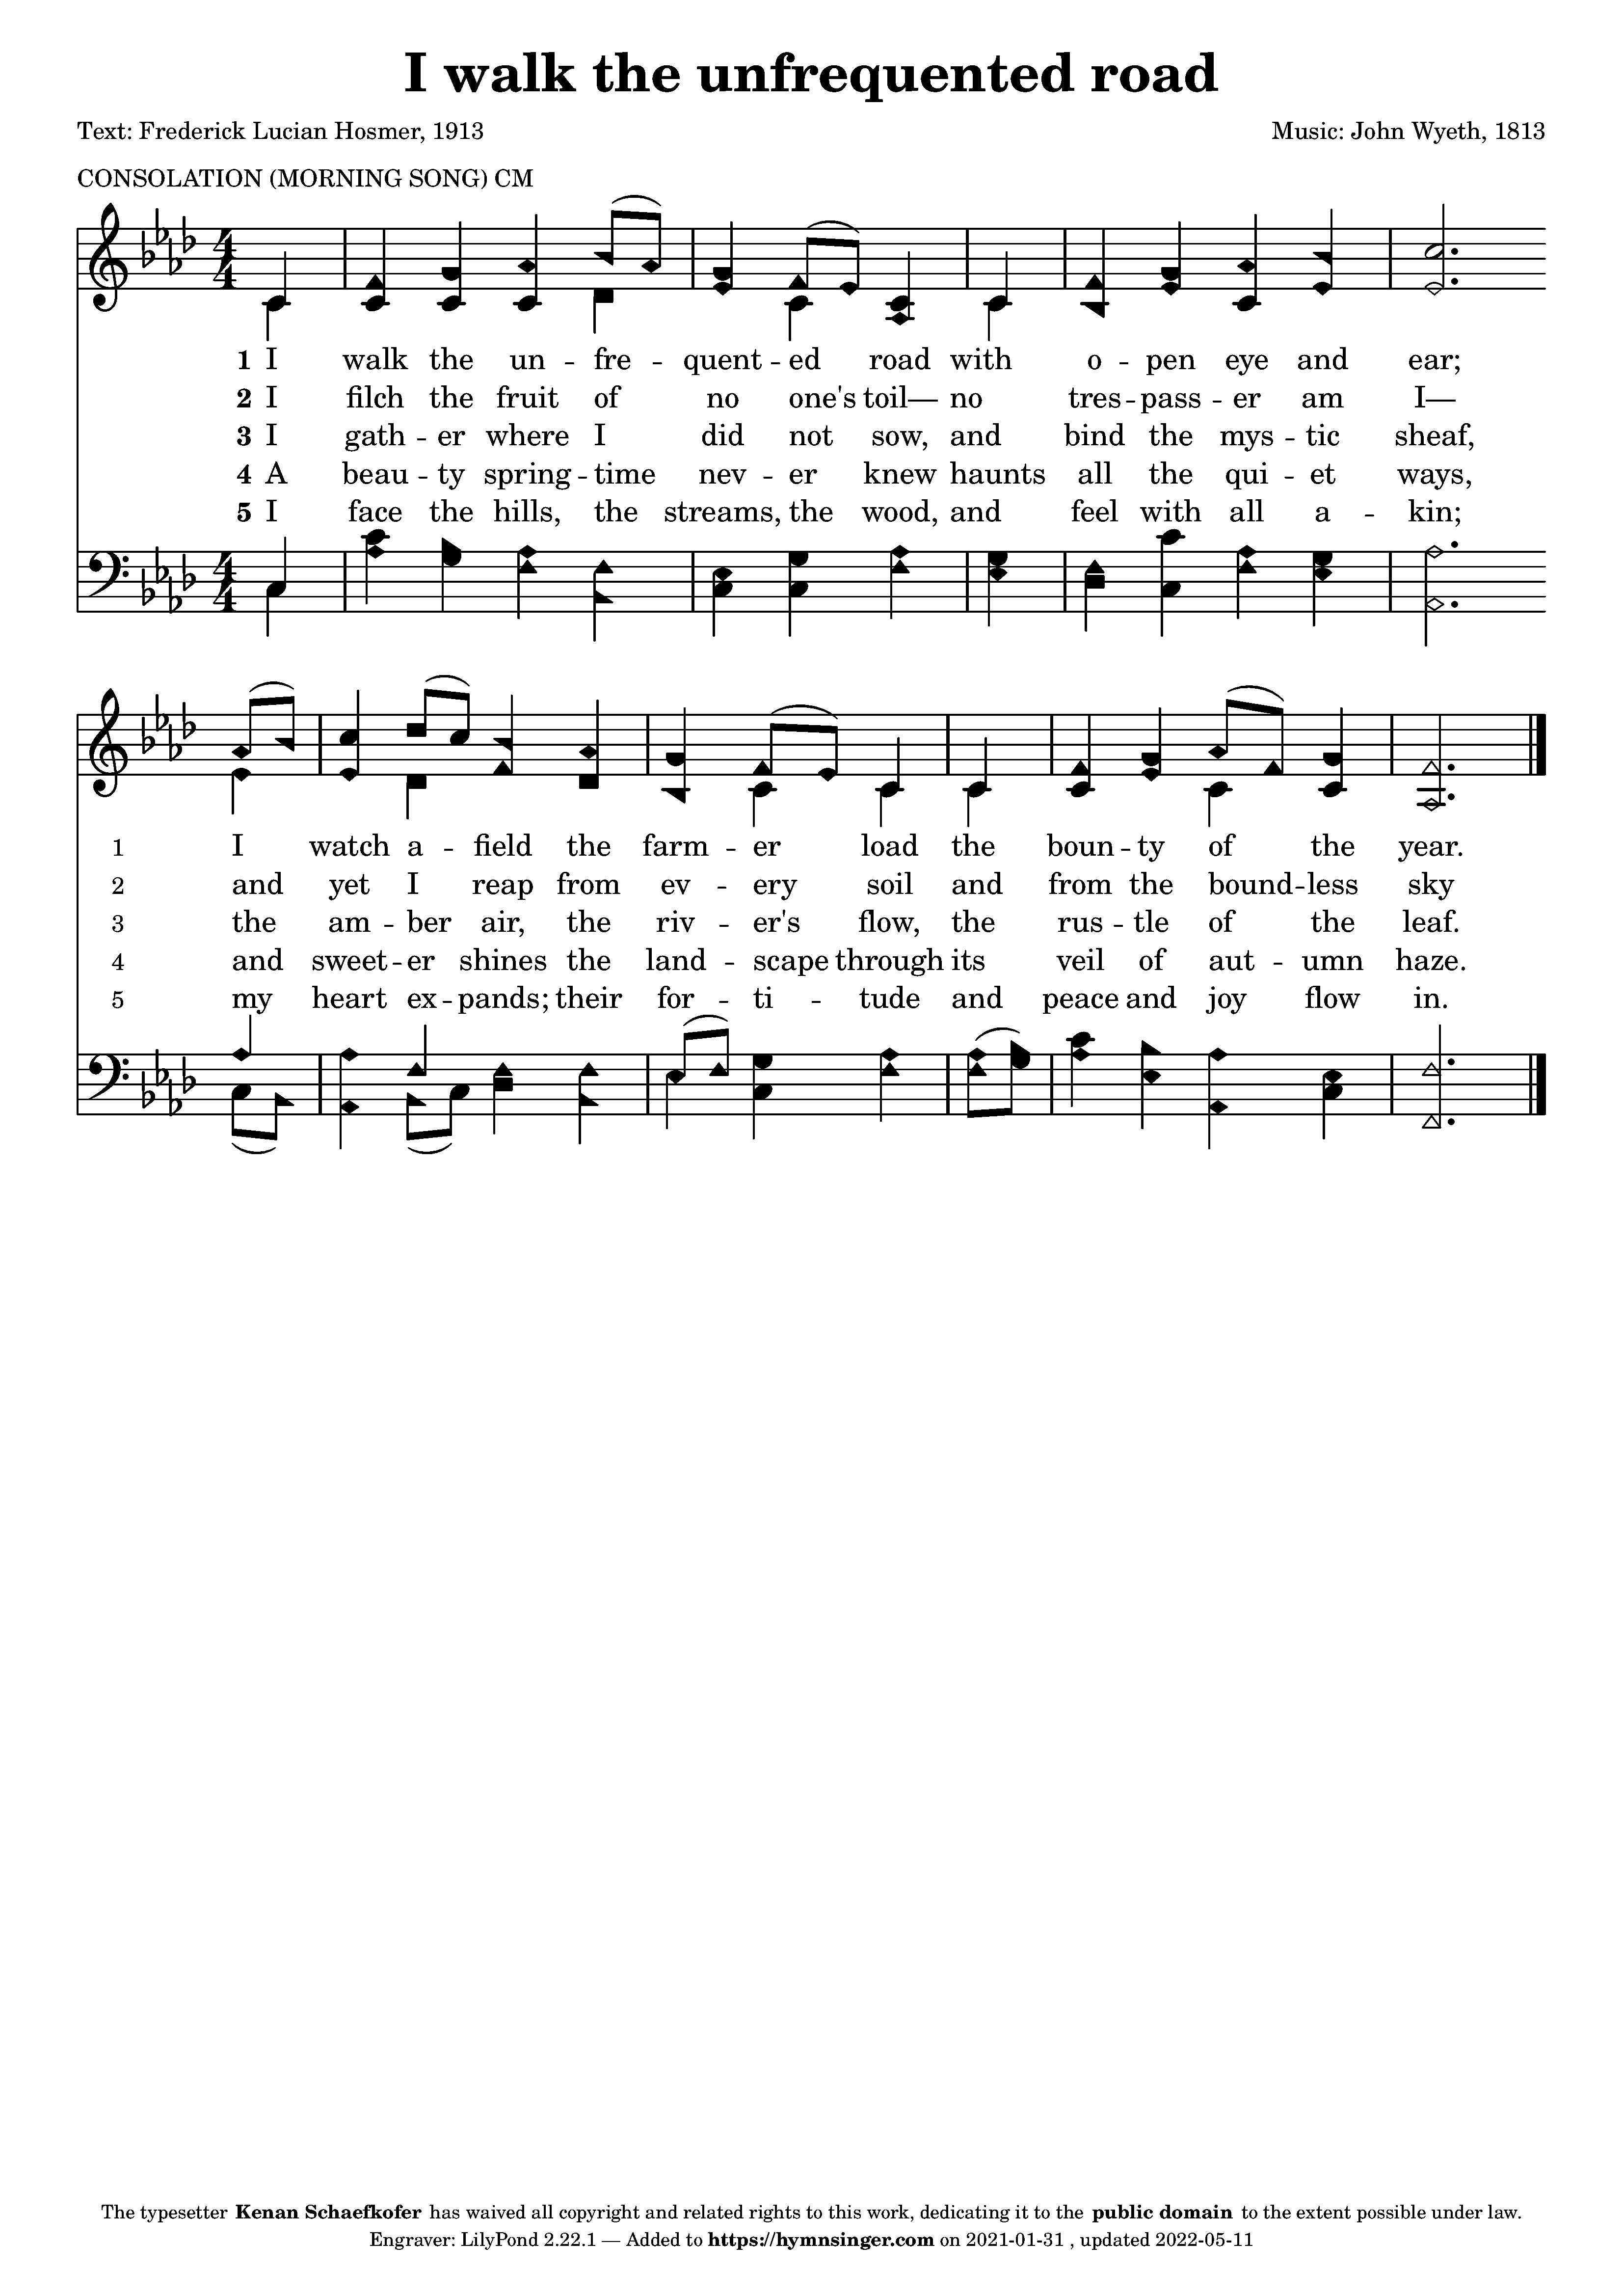 I walk the unfrequented road
Text: Frederick Lucian Hosmer, 1913
Music: John Wyeth, 1813
CONSOLATION (MORNING SONG) CM
4 4
1 I walk the un -- fre -- quent -- ed road with o -- pen eye and ear;
2 I filch the fruit of no one's toil— no tres -- pass -- er am I—
3 I gath -- er where I did not sow, and bind the mys -- tic sheaf,
4 A beau -- ty spring -- time nev -- er knew haunts all the qui -- et ways,
5 I face the hills, the streams, the wood, and feel with all a -- kin;
4 4
1 I watch a -- field the farm -- er load the boun -- ty of the year.
2 and yet I reap from ev -- ery soil and from the bound -- less sky
3 the am -- ber air, the riv -- er's flow, the rus -- tle of the leaf.
4 and sweet -- er shines the land -- scape through its veil of aut -- umn haze.
5 my heart ex -- pands; their for -- ti -- tude and peace and joy flow in.
The typesetter Kenan Schaefkofer has waived all copyright and related rights to this work, dedicating it to the public domain to the extent possible under law.
Engraver: LilyPond 2.22.1 — Added to https://hymnsinger.com on 2021-01-31 , updated 2022-05-11